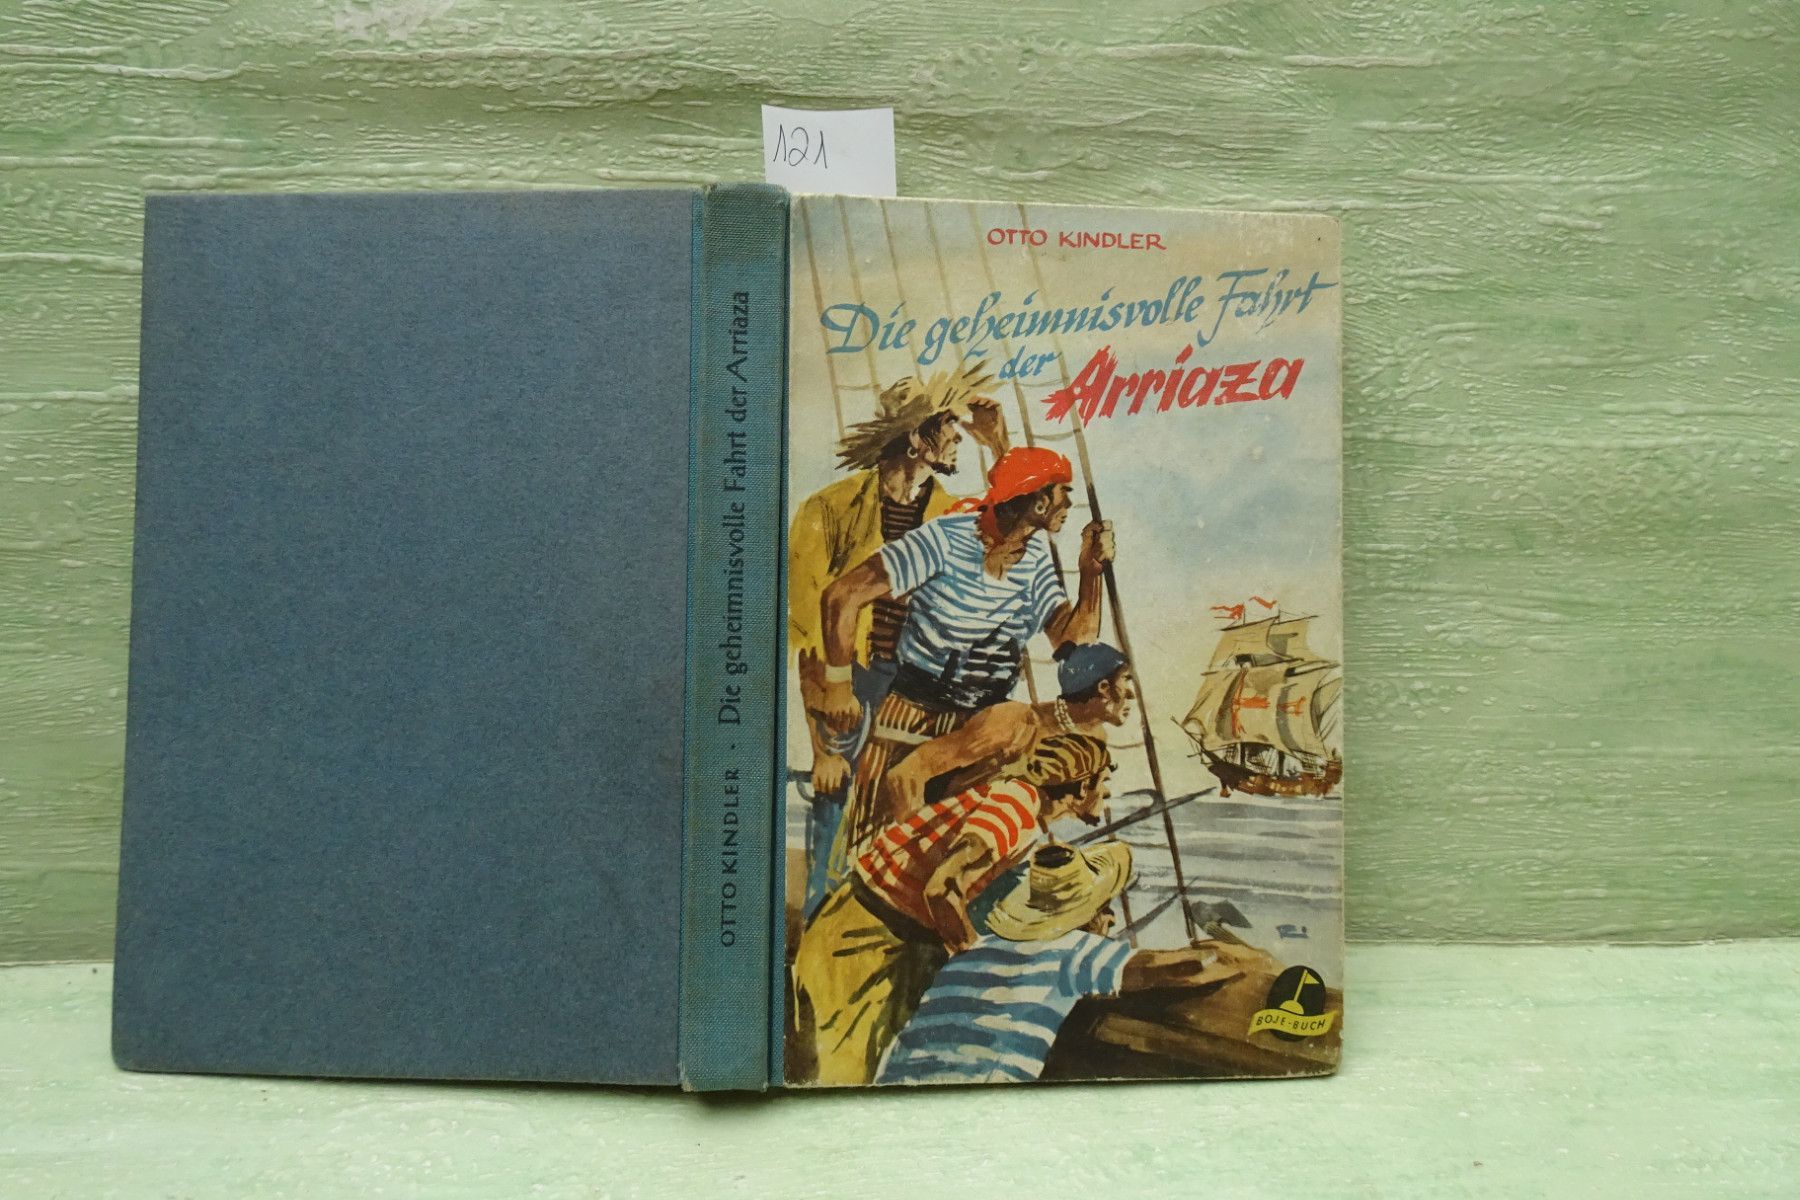 121
OTTO KINDLER · Die geheimnisvolle Fahrt der Arriaza
OTTO KINDLER
Die geheimnisvolle Fahrt
der Arriaza
BOJE-BUCH